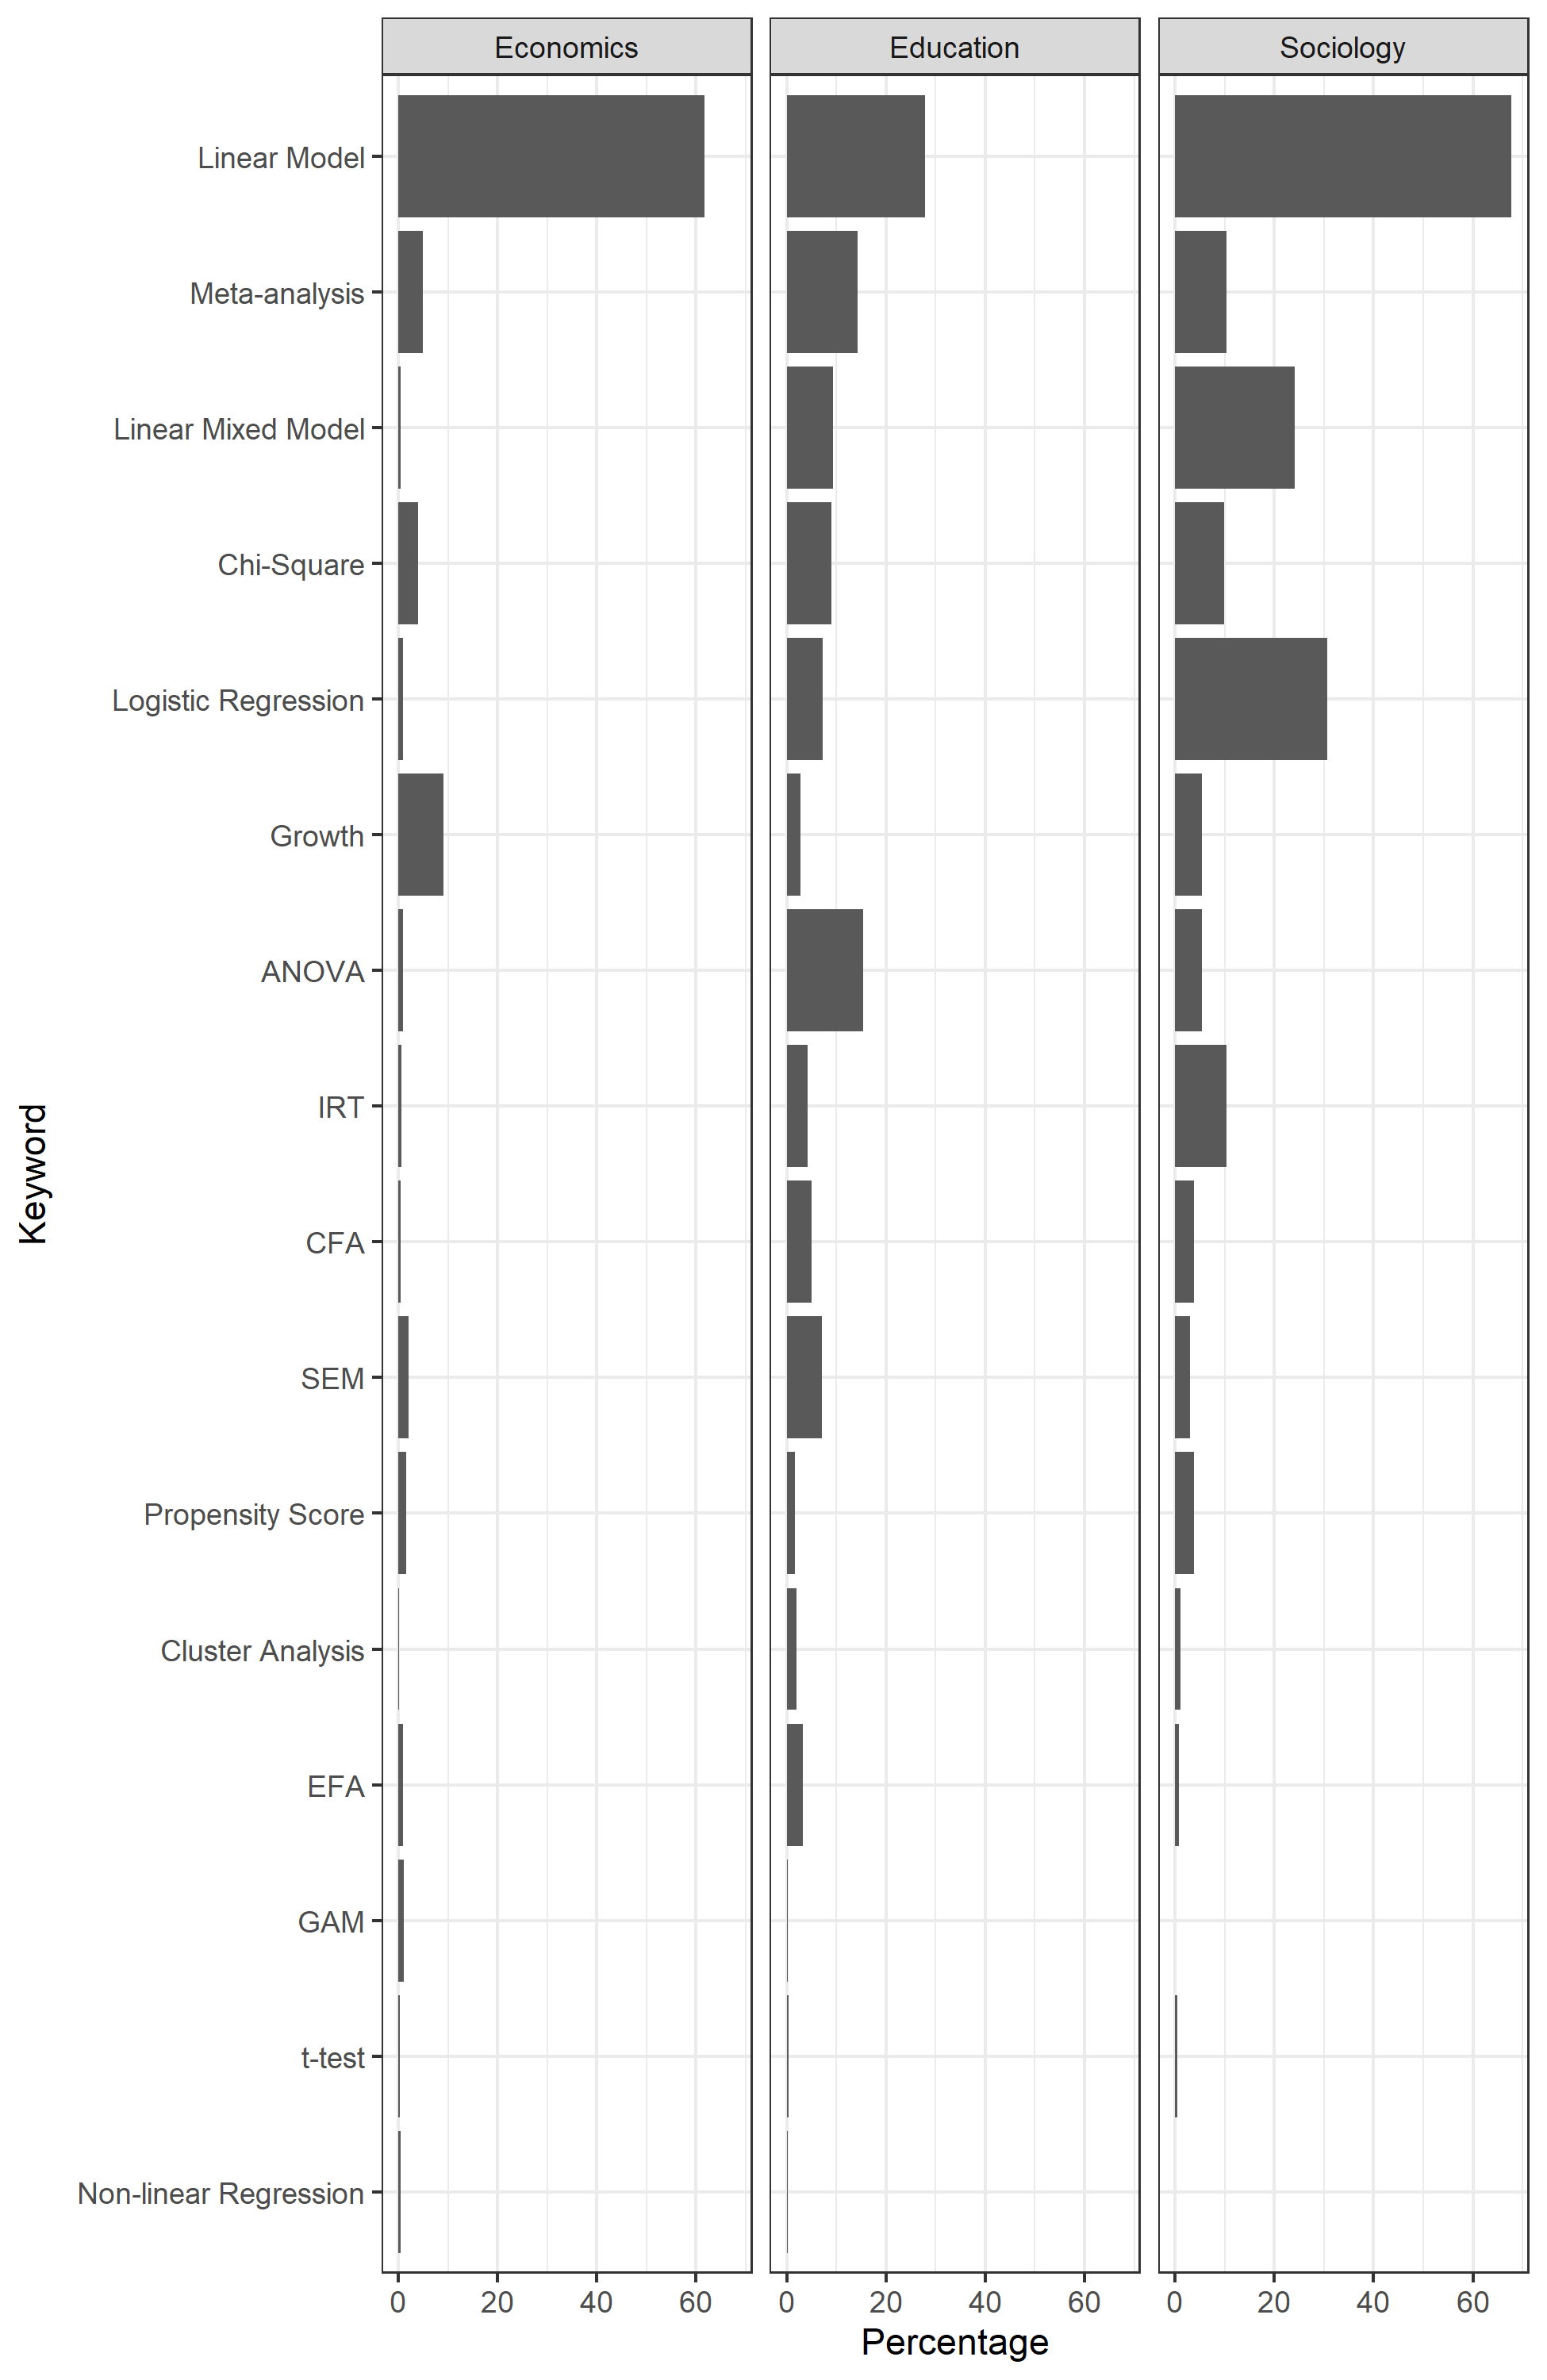 Economics Education Sociology
Linear Model
Meta-analysis
Linear Mixed Model
Chi-Square
Logistic Regression
Growth
ANOVA
IRT
CFA
SEM
Propensity Score
Cluster Analysis
EFA
GAM
t-test
Non-linear Regression
Keyword
0 20 40 60 0 20 40 60 0 20 40 60
Percentage